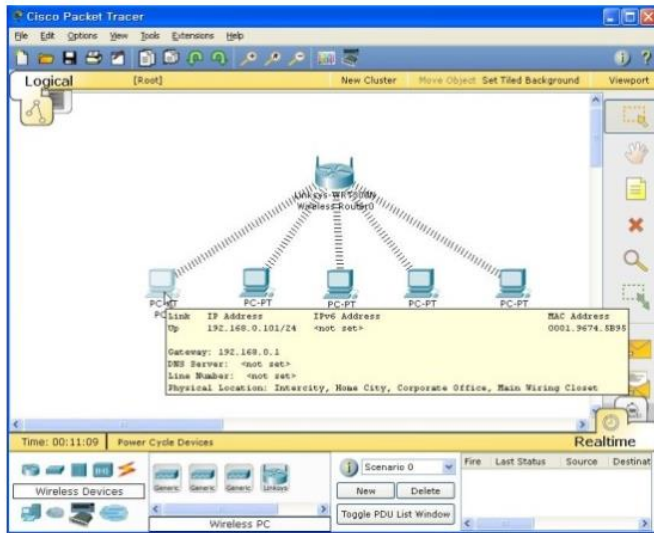 Cisco Packet Tracer
File Edit Options View Tools Extensions Help
Logical [Root] New Cluster Move Object Set Tiled Background Viewport
Linksys-WRT300N
Wireless Router0
PC-PT PC-PT PC-PT PC-PT PC-PT
Link IP Address IPv6 Address MAC Address
Up 192.168.0.101/24 <not set> 0001.9674.5B95
Gateway: 192.168.0.1
DNS Server: <not set>
Line Number: <not set>
Physical Location: Intercity, Home City, Corporate Office, Main Wiring Closet
Time: 00:11:09 Power Cycle Devices Realtime
Wireless Devices
Generic Generic Generic Linksys
Wireless PC
Scenario 0
New Delete
Toggle PDU List Window
Fire Last Status Source Destinat